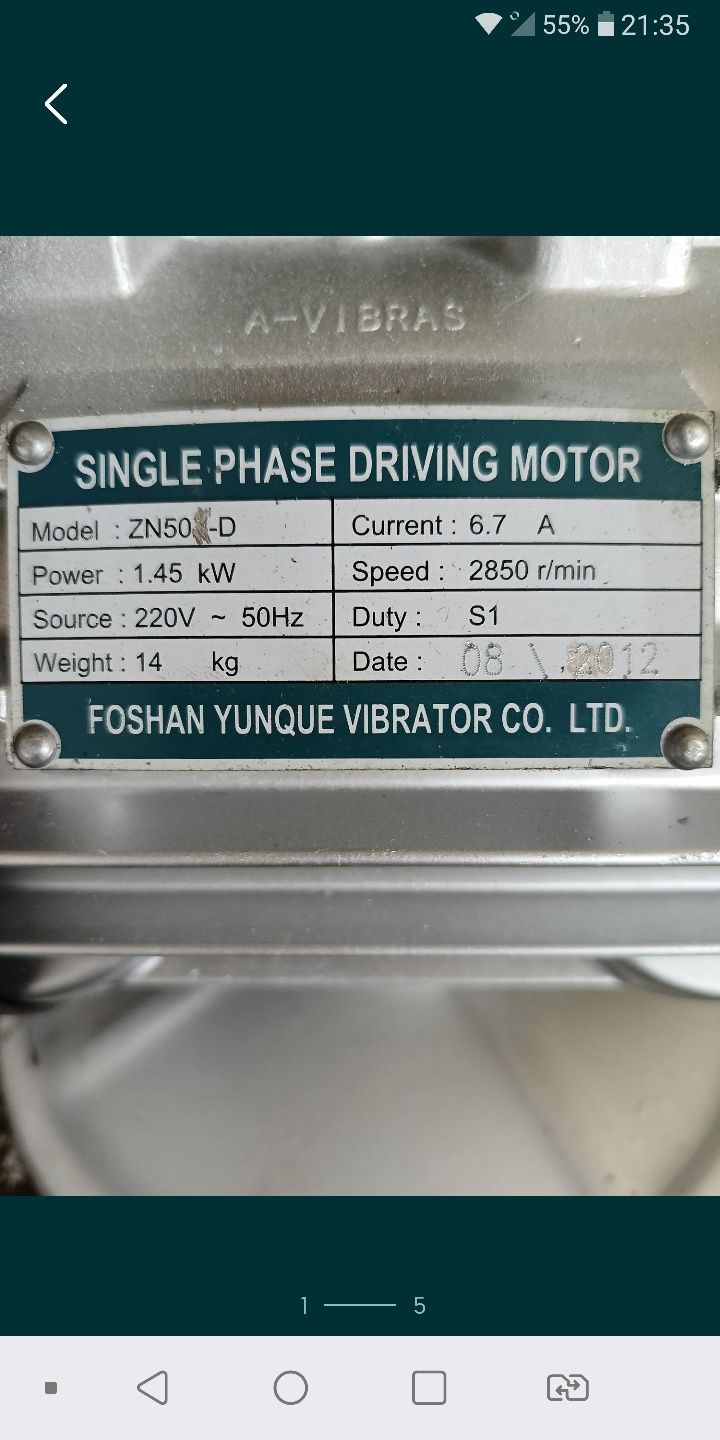 55% 21:35
A-VIBRAS
SINGLE PHASE DRIVING MOTOR
Model : Current : 6.7 A
Power : 1.45 kW Speed : 2850 r/min
Source : 220V ~ 50Hz Duty : S1
Weight : 14 kg Date : 08 2012
FOSHAN YUNQUE VIBRATOR CO. LTD.
1 5